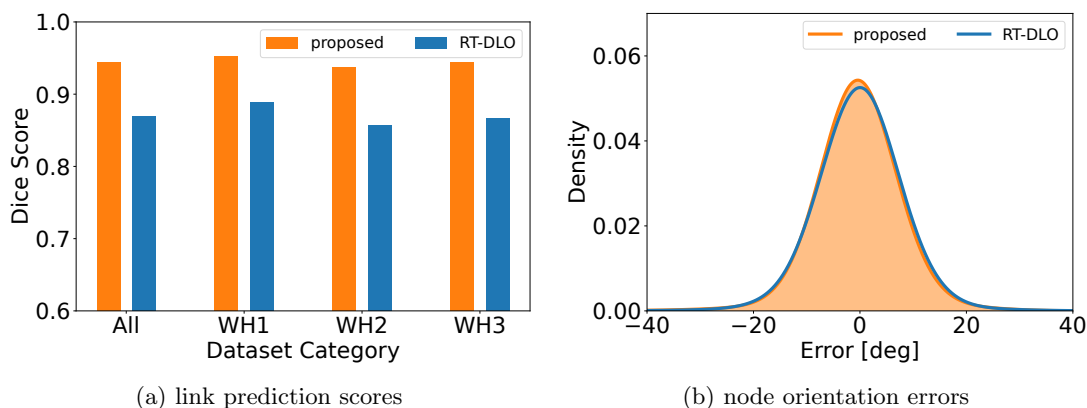 1.0
0.9
0.8
0.7
0.6
Dice Score
proposed RT-DLO
All WH1 WH2 WH3
Dataset Category
(a) link prediction scores
0.06
0.04
0.02
0.00
Density
proposed RT-DLO
−40 −20 0 20 40
Error [deg]
(b) node orientation errors